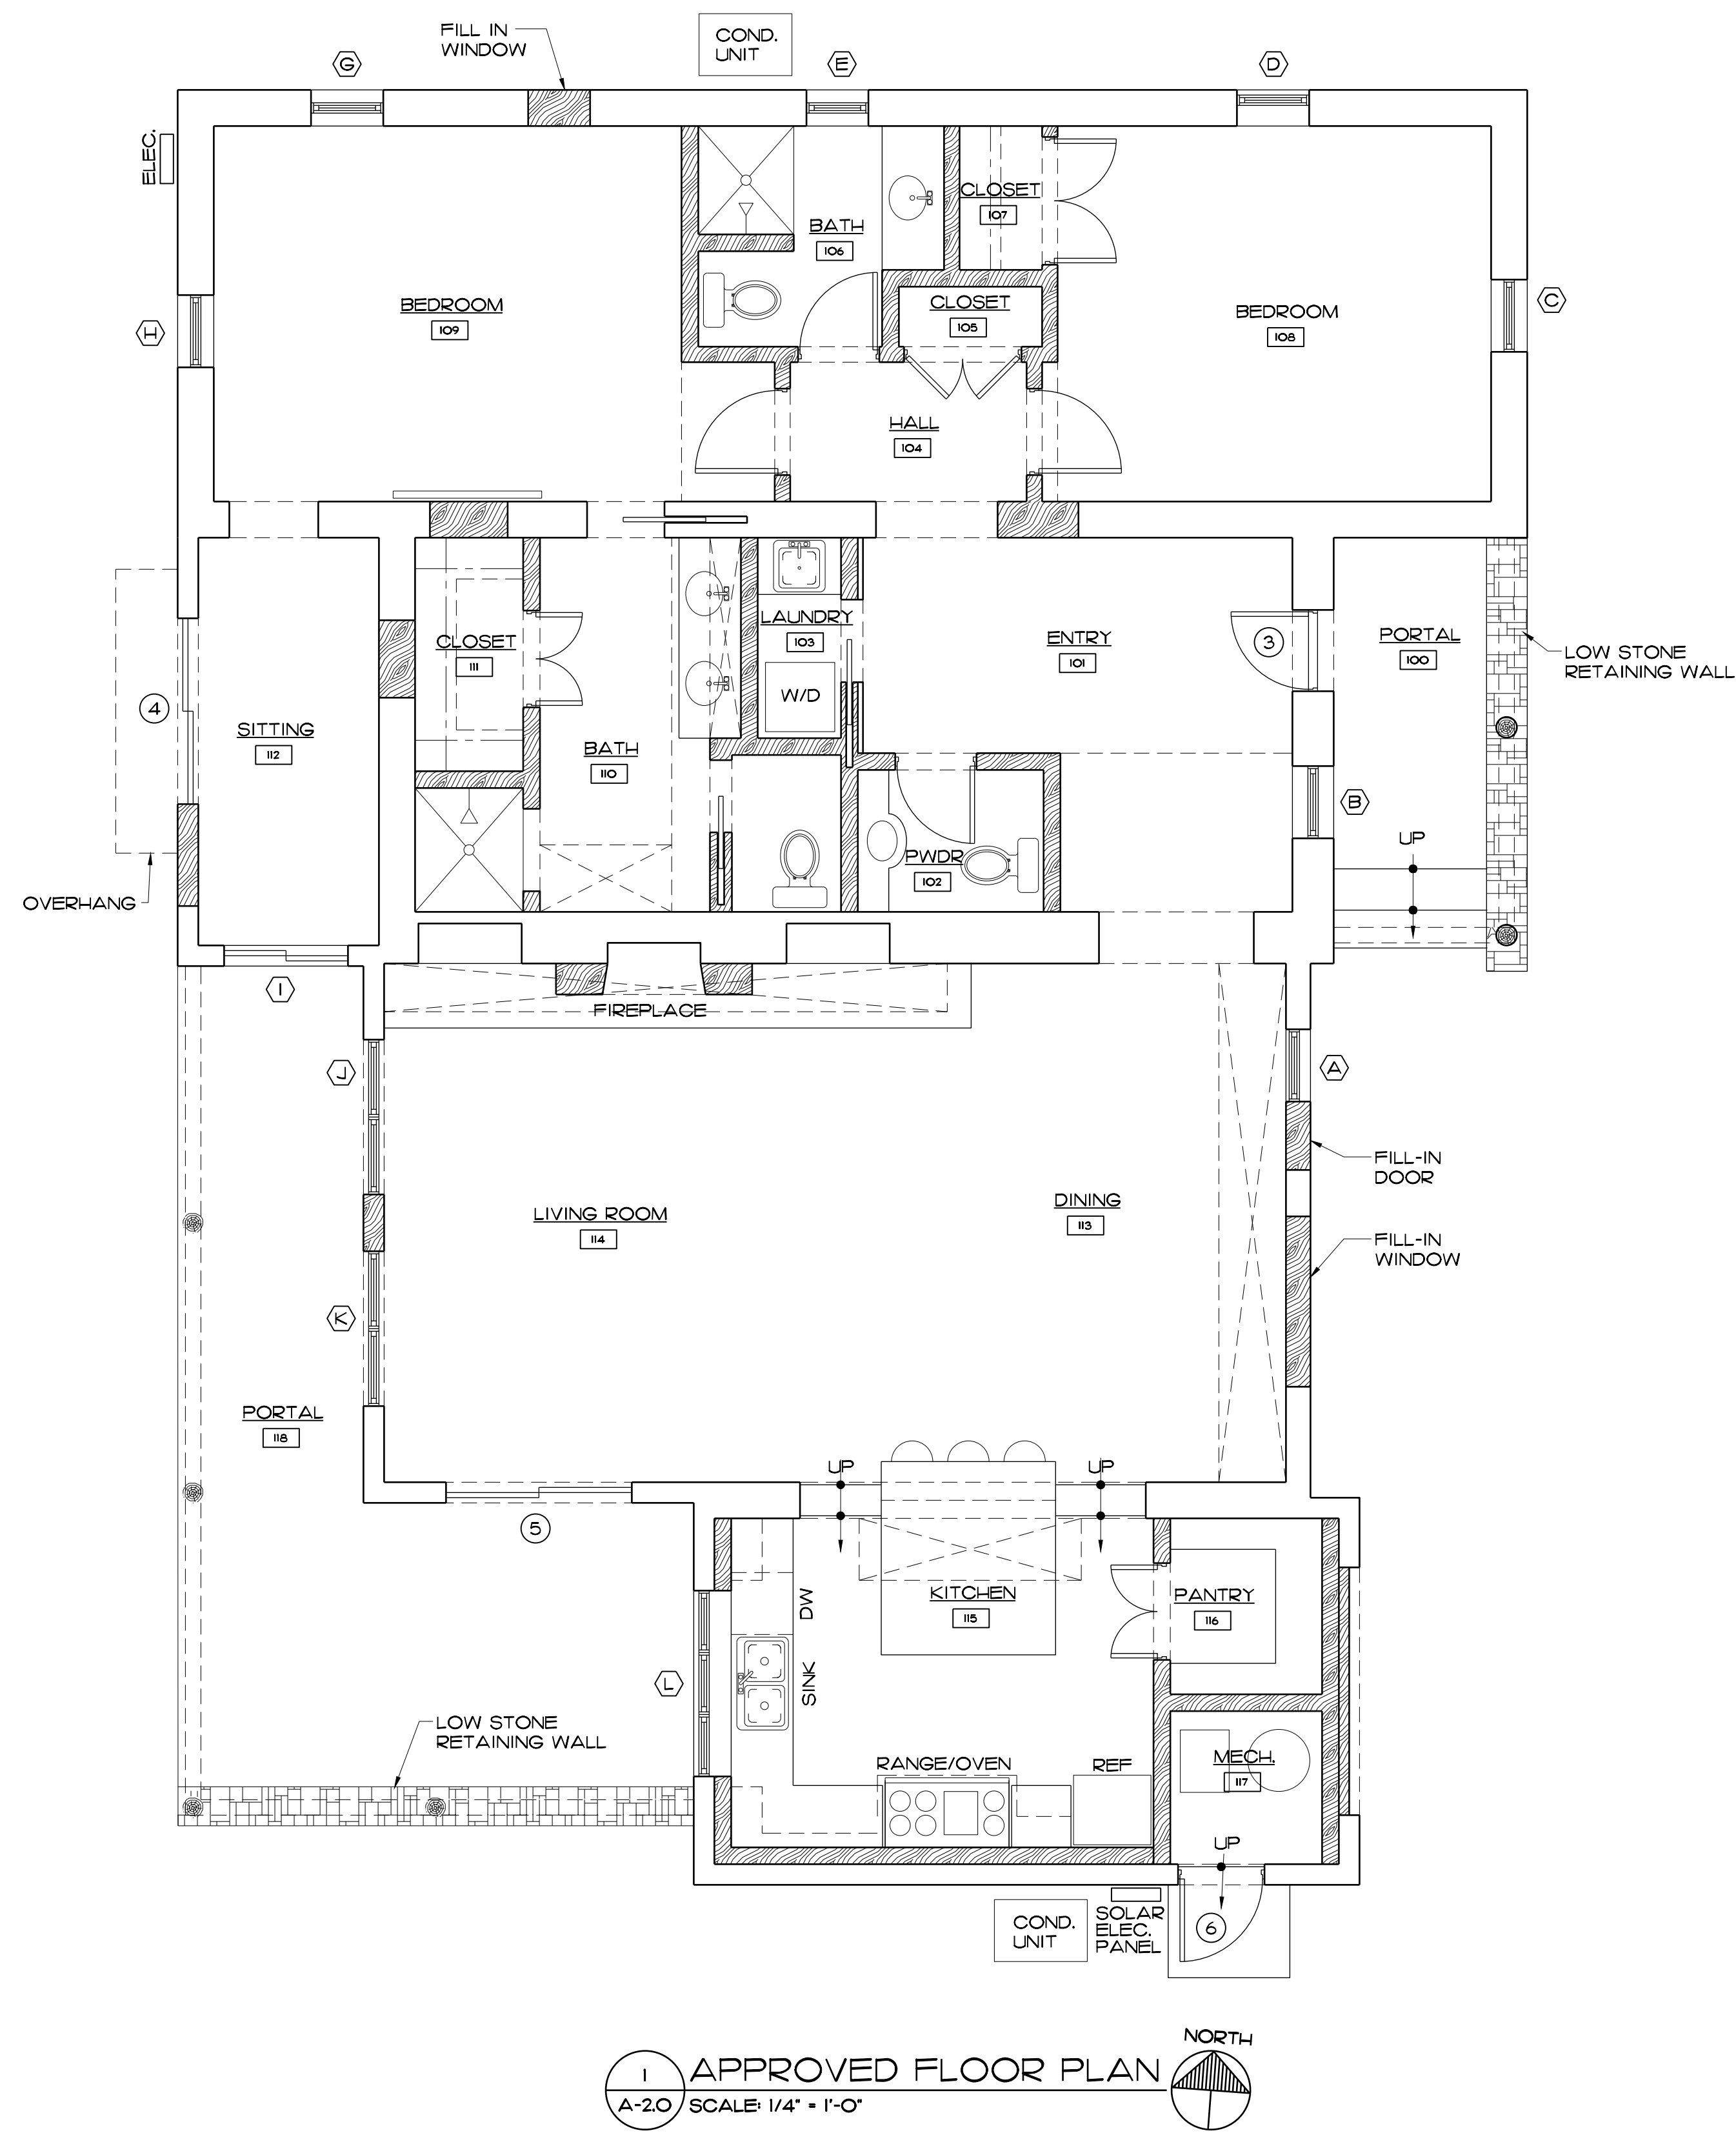 FILL IN
WINDOW
COND.
UNIT
G
E
D
ELEC.
CLOSET
107
BATH
106
BEDROOM
109
CLOSET
105
BEDROOM
108
H
C
HALL
104
CLOSET
111
LAUNDRY
103
W/D
ENTRY
101
3
PORTAL
100
LOW STONE
RETAINING WALL
4
SITTING
112
BATH
110
B
UP
PWDR
102
OVERHANG
I
FIREPLACE
J
A
FILL-IN
DOOR
LIVING ROOM
114
DINING
113
FILL-IN
WINDOW
K
PORTAL
118
UP
UP
5
DW
KITCHEN
115
PANTRY
116
SINK
L
LOW STONE
RETAINING WALL
RANGE/OVEN
REF
MECH.
117
UP
COND.
UNIT
SOLAR
ELEC.
PANEL
6
NORTH
1
A-2.0
APPROVED FLOOR PLAN
SCALE: 1/4" = 1'-0"